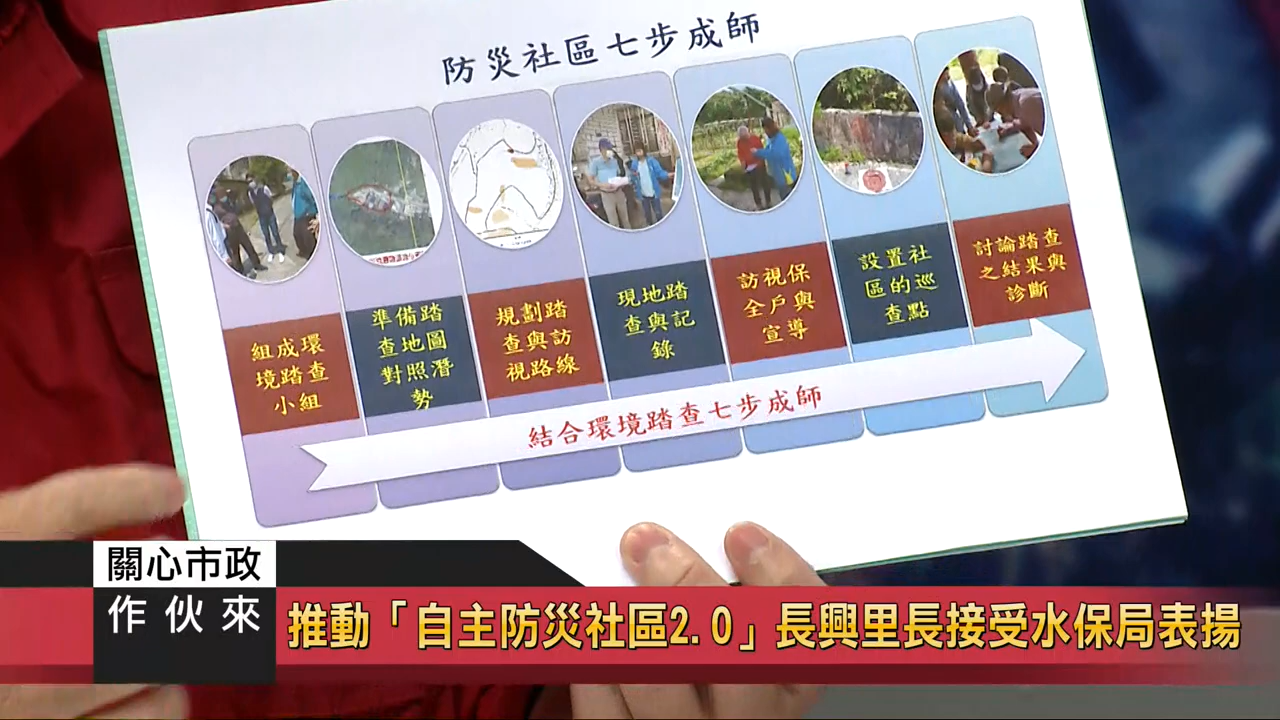 防災社區七步成師
組成環
境踏查
小組
準備踏
查地圖
對照潛
勢
規劃踏
查與訪
視路線
現地踏
查與記
錄
訪視保
全戶與
宣導
設置社
區的巡
查點
討論踏查
之結果與
診斷
結合環境踏查七步成師
關心市政
作伙來
推動「自主防災社區2.0」長興里長接受水保局表揚